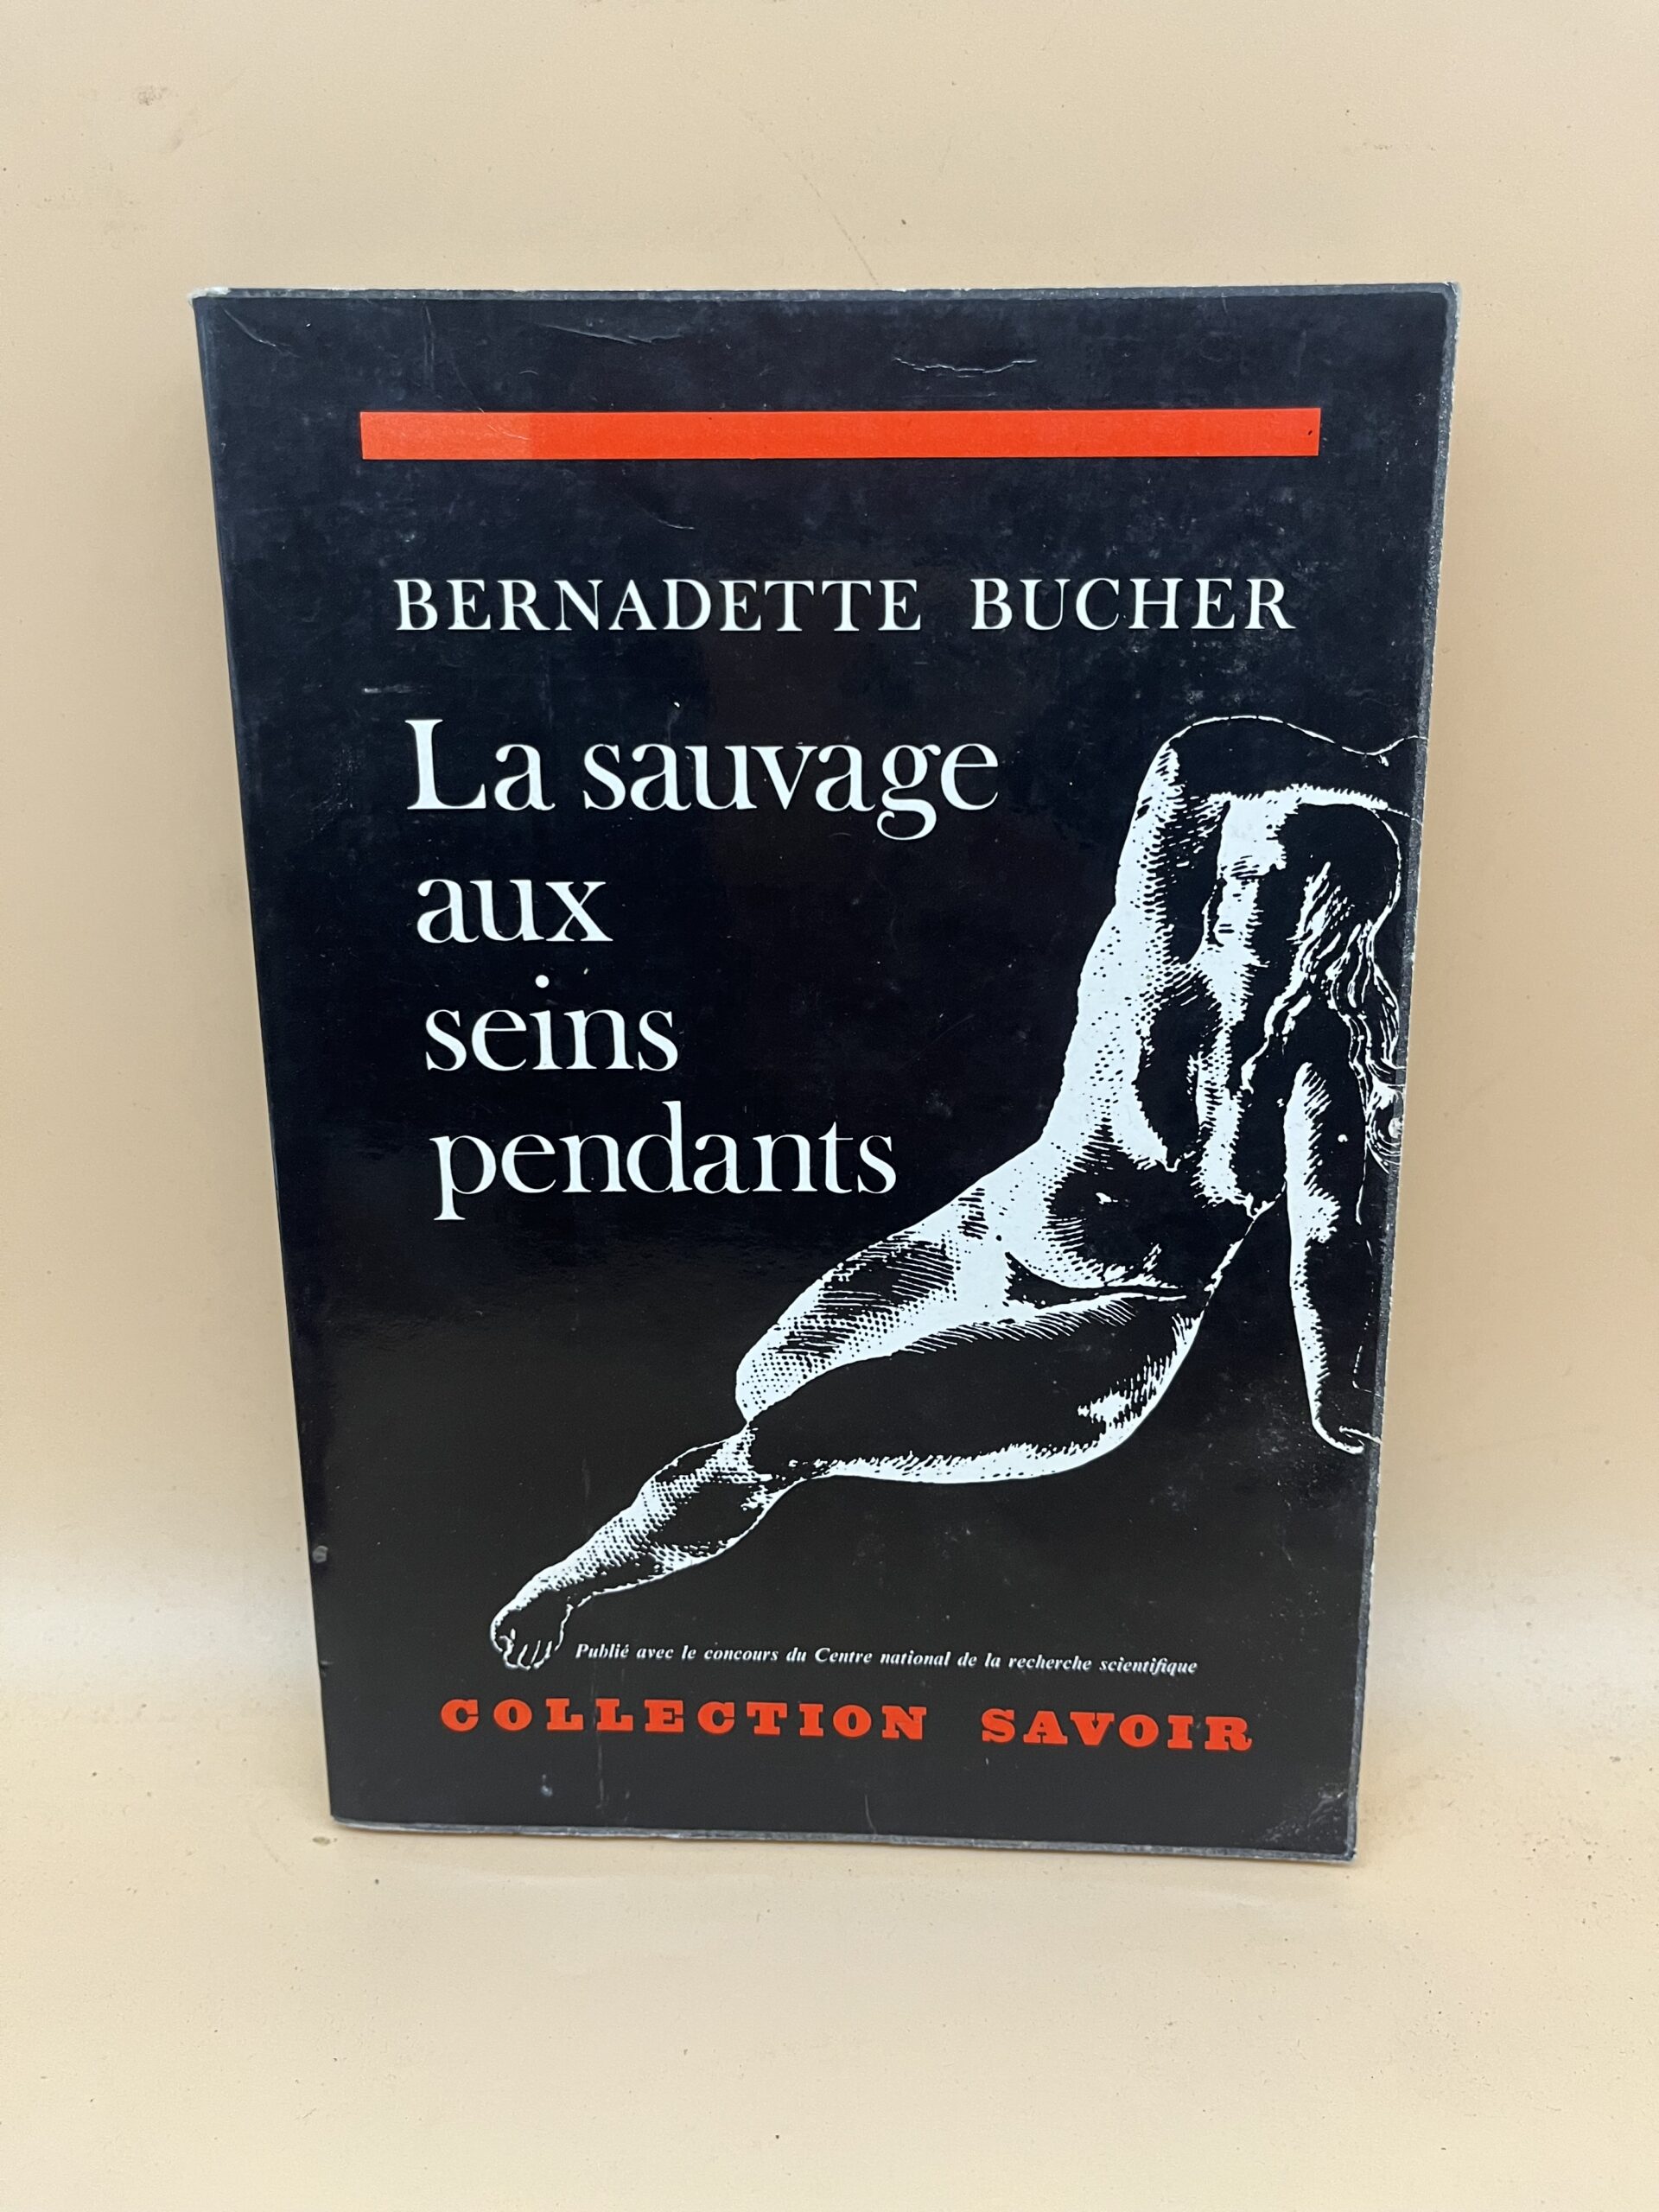 BERNADETTE BUCHER
La sauvage
aux
seins
pendants
Publié avec le concours du Centre national de la recherche scientifique
COLLECTION SAVOIR